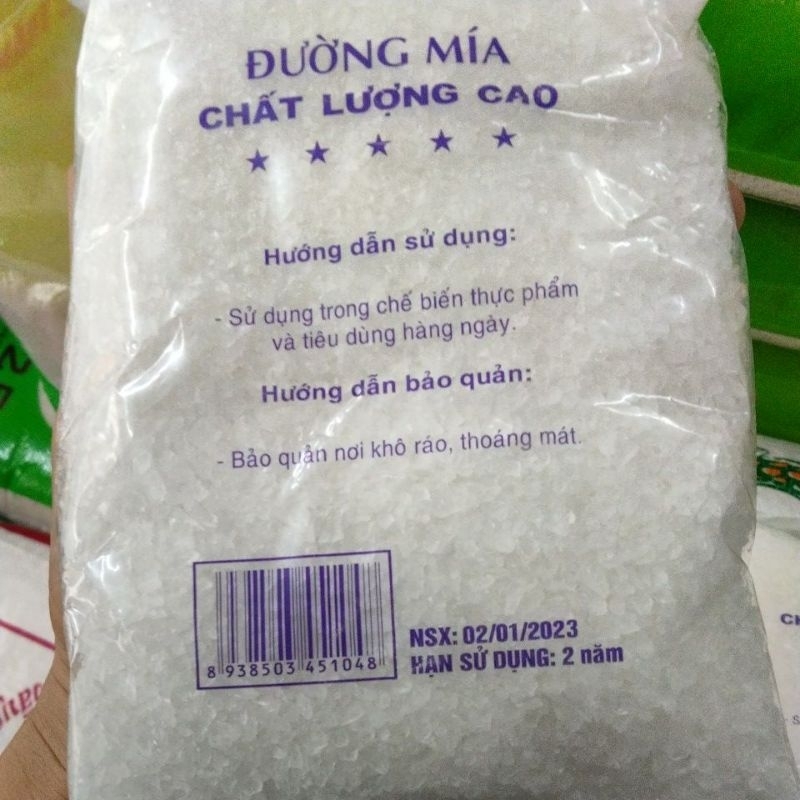 ĐƯỜNG MÍA
CHẤT LƯỢNG CAO
★ ★ ★ ★ ★
Hướng dẫn sử dụng:
- Sử dụng trong chế biến thực phẩm
và tiêu dùng hàng ngày.
Hướng dẫn bảo quản:
- Bảo quản nơi khô ráo, thoáng mát.
8 938503 451048
NSX: 02/01/2023
HẠN SỬ DỤNG: 2 năm